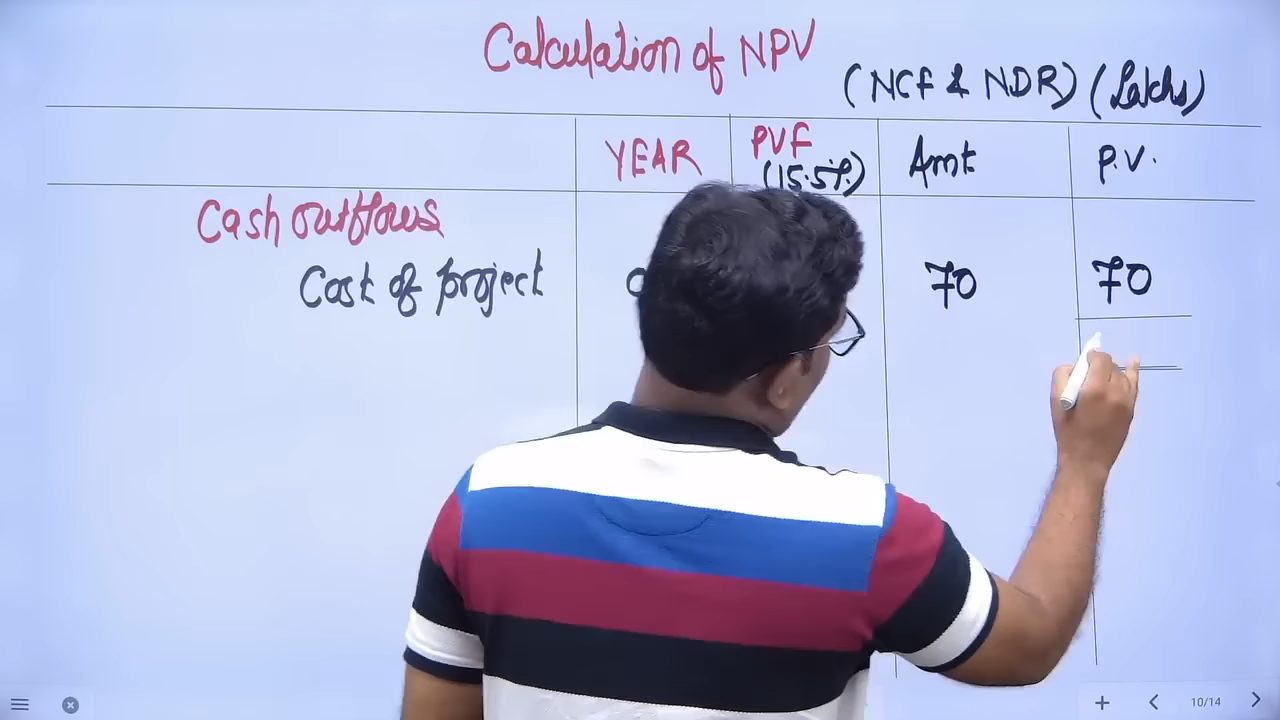 Calculation of NPV
(NCF & NDR) (Lakhs)
YEAR PVF (15.5%) Amt P.V.
Cash outflows
Cost of project 0 70 70
10/14